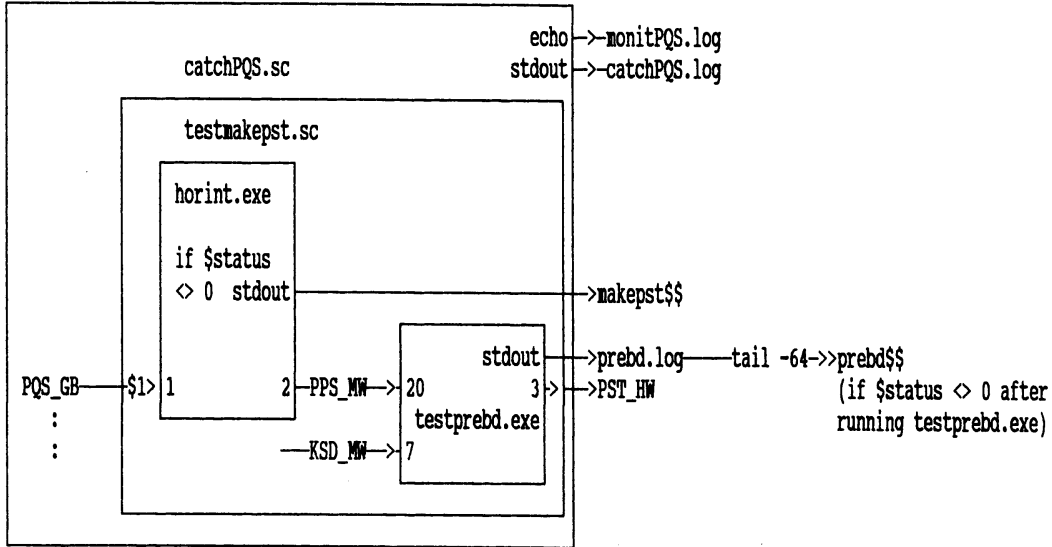 echo->-monitPQS.log
catchPQS.sc stdout->-catchPQS.log
testmakepst.sc
horint.exe
if $status
<> 0 stdout >makepst$$
stdout >prebd.log tail -64->>prebd$$
PQS_GB $1> 1 2 PPS_MW > 20 3 > >PST_HW (if $status <> 0 after
: testprebd.exe running testprebd.exe)
: KSD_MW > 7